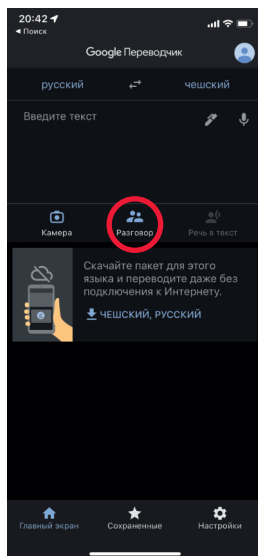 20:42
◀ Поиск
Google Переводчик
русский чешский
Введите текст
Камера Разговор Речь в текст
Скачайте пакет для этого
языка и переводите даже без
подключения к Интернету.
ЧЕШСКИЙ, РУССКИЙ
Главный экран Сохраненные Настройки